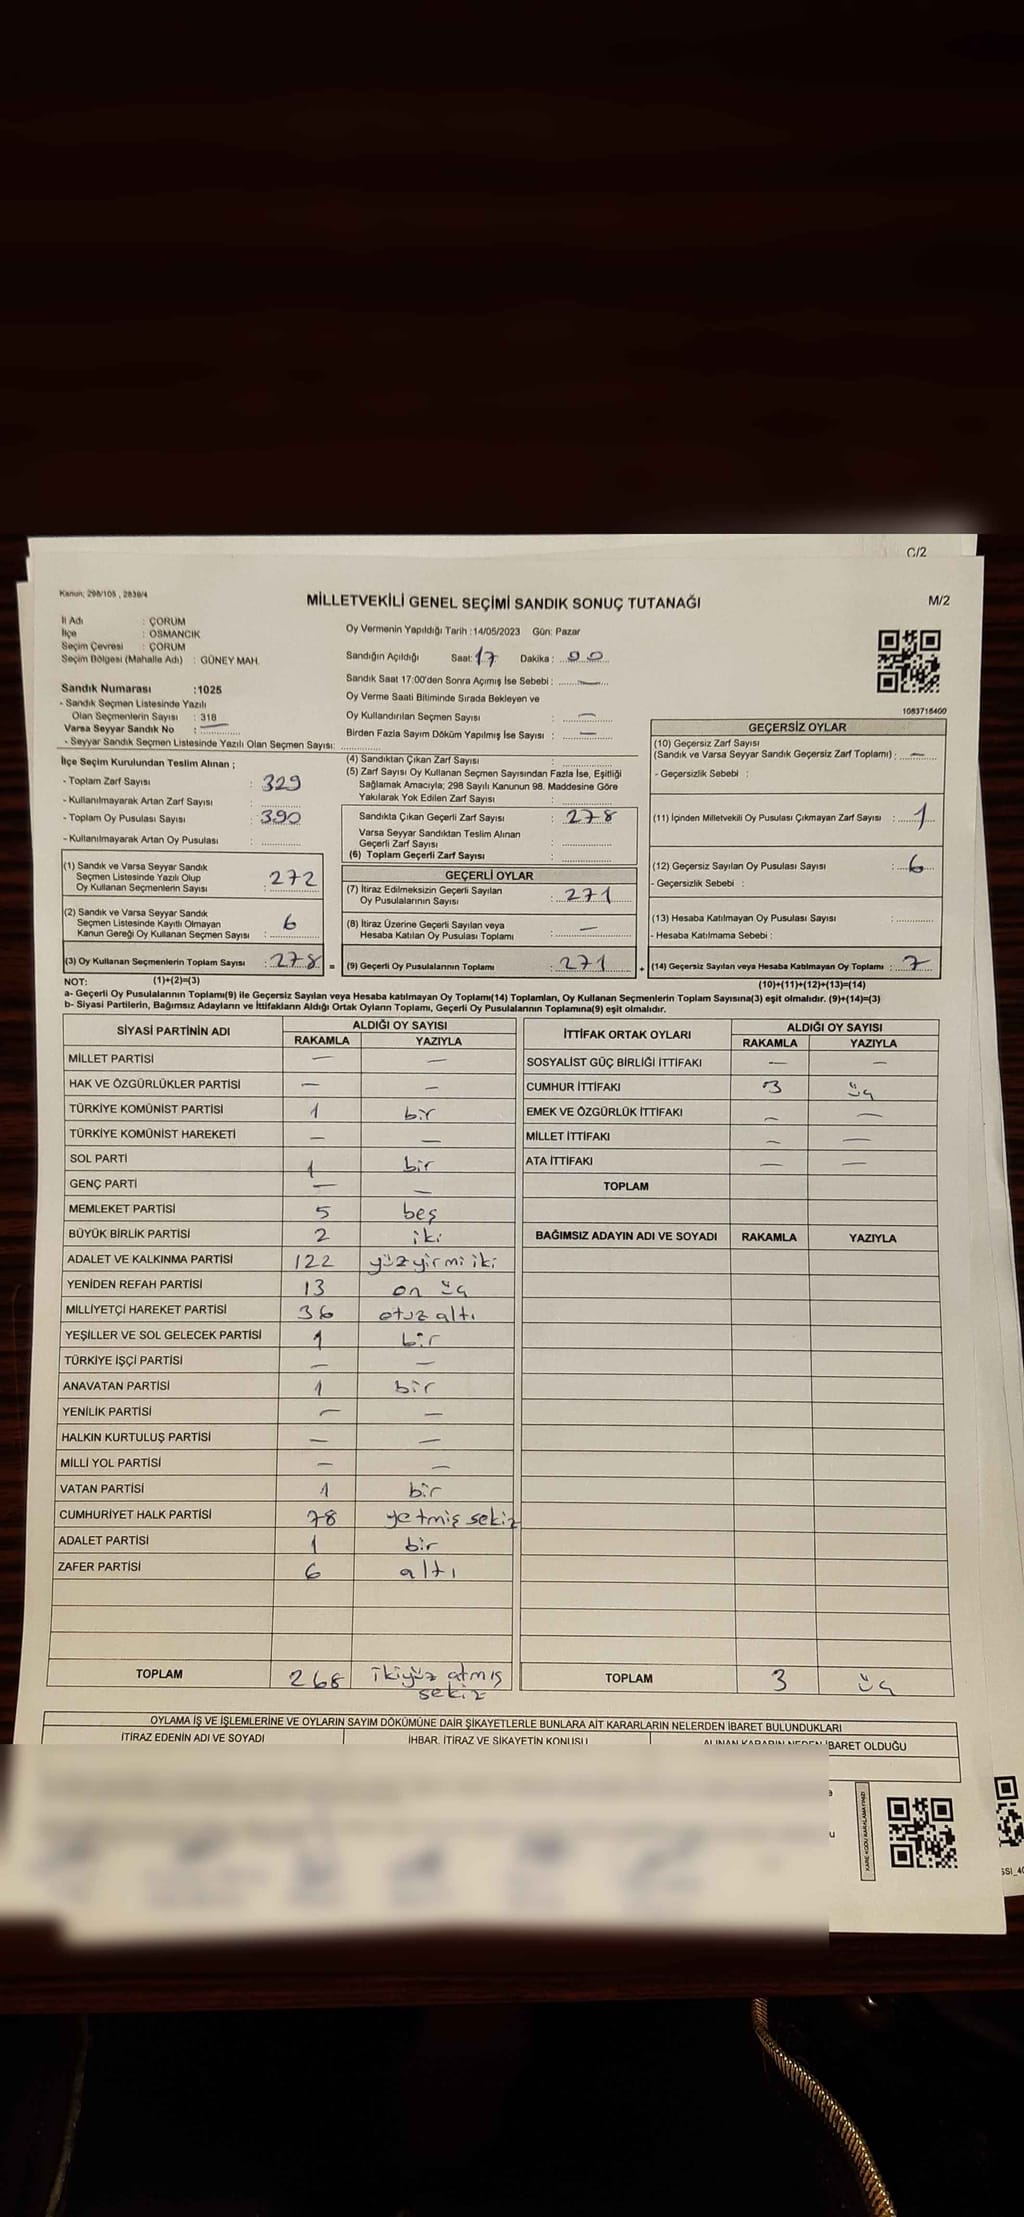 C/2
Kanun; 298/105 , 2839/4
MİLLETVEKİLİ GENEL SEÇİMİ SANDIK SONUÇ TUTANAĞI
M/2
İl Adı : ÇORUM
İlçe : OSMANCIK
Seçim Çevresi : ÇORUM
Seçim Bölgesi (Mahalle Adı) : GÜNEY MAH.
Sandık Numarası :1025
- Sandık Seçmen Listesinde Yazılı
Olan Seçmenlerin Sayısı : 318
Varsa Seyyar Sandık No : —
- Seyyar Sandık Seçmen Listesinde Yazılı Olan Seçmen Sayısı:
Oy Vermenin Yapıldığı Tarih :14/05/2023 Gün: Pazar
Sandığın Açıldığı Saat: 17 Dakika : 00
Sandık Saat 17:00'den Sonra Açımış İse Sebebi : —
Oy Verme Saati Bitiminde Sırada Bekleyen ve
Oy Kullandırılan Seçmen Sayısı : —
Birden Fazla Sayım Döküm Yapılmış İse Sayısı : —
1083716400
İlçe Seçim Kurulundan Teslim Alınan ;
- Toplam Zarf Sayısı : 329
- Kullanılmayarak Artan Zarf Sayısı :
- Toplam Oy Pusulası Sayısı : 390
- Kullanılmayarak Artan Oy Pusulası :
(1) Sandık ve Varsa Seyyar Sandık
Seçmen Listesinde Yazılı Olup
Oy Kullanan Seçmenlerin Sayısı : 272
(2) Sandık ve Varsa Seyyar Sandık
Seçmen Listesinde Kayıtlı Olmayan
Kanun Gereği Oy Kullanan Seçmen Sayısı : 6
(3) Oy Kullanan Seçmenlerin Toplam Sayısı : 278 =
(4) Sandıktan Çıkan Zarf Sayısı :
(5) Zarf Sayısı Oy Kullanan Seçmen Sayısından Fazla İse, Eşitliği
Sağlamak Amacıyla; 298 Sayılı Kanunun 98. Maddesine Göre
Yakılarak Yok Edilen Zarf Sayısı :
Sandıkta Çıkan Geçerli Zarf Sayısı : 278
Varsa Seyyar Sandıktan Teslim Alınan
Geçerli Zarf Sayısı :
(6) Toplam Geçerli Zarf Sayısı :
GEÇERLİ OYLAR
(7) İtiraz Edilmeksizin Geçerli Sayılan
Oy Pusulalarının Sayısı : 271
(8) İtiraz Üzerine Geçerli Sayılan veya
Hesaba Katılan Oy Pusulası Toplamı : —
(9) Geçerli Oy Pusulalarının Toplamı : 271 +
GEÇERSİZ OYLAR
(10) Geçersiz Zarf Sayısı
(Sandık ve Varsa Seyyar Sandık Geçersiz Zarf Toplamı) : —
- Geçersizlik Sebebi :
(11) İçinden Milletvekili Oy Pusulası Çıkmayan Zarf Sayısı : 1
(12) Geçersiz Sayılan Oy Pusulası Sayısı : 6
- Geçersizlik Sebebi :
(13) Hesaba Katılmayan Oy Pusulası Sayısı :
- Hesaba Katılmama Sebebi :
(14) Geçersiz Sayılan veya Hesaba Katılmayan Oy Toplamı : 7
NOT: (1)+(2)=(3)
(10)+(11)+(12)+(13)=(14)
a- Geçerli Oy Pusulalarının Toplamı(9) ile Geçersiz Sayılan veya Hesaba katılmayan Oy Toplamı(14) Toplamları, Oy Kullanan Seçmenlerin Toplam Sayısına(3) eşit olmalıdır. (9)+(14)=(3)
b- Siyasi Partilerin, Bağımsız Adayların ve İttifakların Aldığı Ortak Oyların Toplamı, Geçerli Oy Pusulalarının Toplamına(9) eşit olmalıdır.
SİYASİ PARTİNİN ADI ALDIĞI OY SAYISI
RAKAMLA YAZIYLA
MİLLET PARTİSİ — —
HAK VE ÖZGÜRLÜKLER PARTİSİ — —
TÜRKİYE KOMÜNİST PARTİSİ 1 bir
TÜRKİYE KOMÜNİST HAREKETİ — —
SOL PARTİ 1 bir
GENÇ PARTİ — —
MEMLEKET PARTİSİ 5 beş
BÜYÜK BİRLİK PARTİSİ 2 iki
ADALET VE KALKINMA PARTİSİ 122 yüzyirmi iki
YENİDEN REFAH PARTİSİ 13 on üç
MİLLİYETÇİ HAREKET PARTİSİ 36 otuz altı
YEŞİLLER VE SOL GELECEK PARTİSİ 1 bir
TÜRKİYE İŞÇİ PARTİSİ — —
ANAVATAN PARTİSİ 1 bir
YENİLİK PARTİSİ — —
HALKIN KURTULUŞ PARTİSİ — —
MİLLİ YOL PARTİSİ — —
VATAN PARTİSİ 1 bir
CUMHURİYET HALK PARTİSİ 78 yetmiş sekiz
ADALET PARTİSİ 1 bir
ZAFER PARTİSİ 6 altı
TOPLAM 268 ikiyüz atmış
sekiz
İTTİFAK ORTAK OYLARI ALDIĞI OY SAYISI
RAKAMLA YAZIYLA
SOSYALİST GÜÇ BİRLİĞİ İTTİFAKI — —
CUMHUR İTTİFAKI 3 üç
EMEK VE ÖZGÜRLÜK İTTİFAKI — —
MİLLET İTTİFAKI — —
ATA İTTİFAKI — —
TOPLAM
BAĞIMSIZ ADAYIN ADI VE SOYADI RAKAMLA YAZIYLA
TOPLAM 3 üç
OYLAMA İŞ VE İŞLEMLERİNE VE OYLARIN SAYIM DÖKÜMÜNE DAİR ŞİKAYETLERLE BUNLARA AİT KARARLARIN NELERDEN İBARET BULUNDUKLARI
İTİRAZ EDENİN ADI VE SOYADI İHBAR, İTİRAZ VE ŞİKAYETİN KONUSU ALINAN KARARIN NEDEN İBARET OLDUĞU
KARE KODU KARALAMAYINIZ!